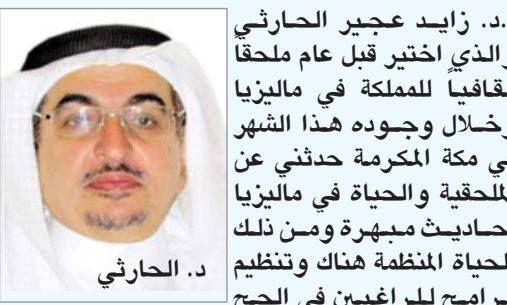 .د. زايد عجير الحارثي
والذي اختير قبل عام ملحقاً
ثقافياً للمملكة في ماليزيا
وخلال وجوده هذا الشهر
في مكة المكرمة حدثني عن
الملحقية والحياة في ماليزيا
أحاديث مبهرة ومن ذلك
الحياة المنظمة هناك وتنظيم
برامج للراغبين في الحج
د. الحارثي